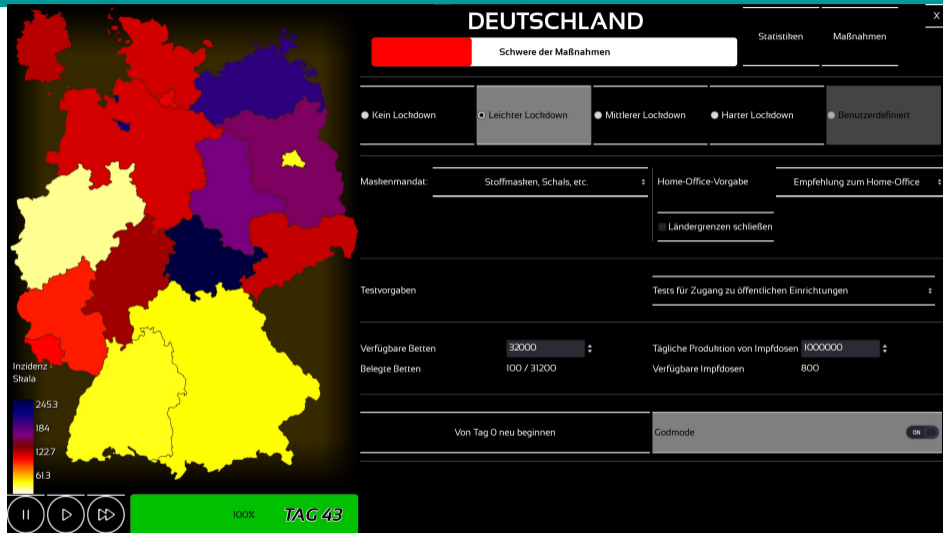 DEUTSCHLAND
X
Statistiken
Maßnahmen
Schwere der Maßnahmen
Kein Lockdown
Leichter Lockdown
Mittlerer Lockdown
Harter Lockdown
Benutzerdefiniert
Maskenmandat:
Stoffmasken, Schals, etc.
Home-Office-Vorgabe
Empfehlung zum Home-Office
Ländergrenzen schließen
Testvorgaben
Tests für Zugang zu öffentlichen Einrichtungen
Verfügbare Betten
32000
Tägliche Produktion von Impfdosen
1000000
Belegte Betten
100 / 31200
Verfügbare Impfdosen
800
Von Tag 0 neu beginnen
Godmode
ON
Inzidenz -
Skala
245.3
184
122.7
61.3
100%
TAG 43